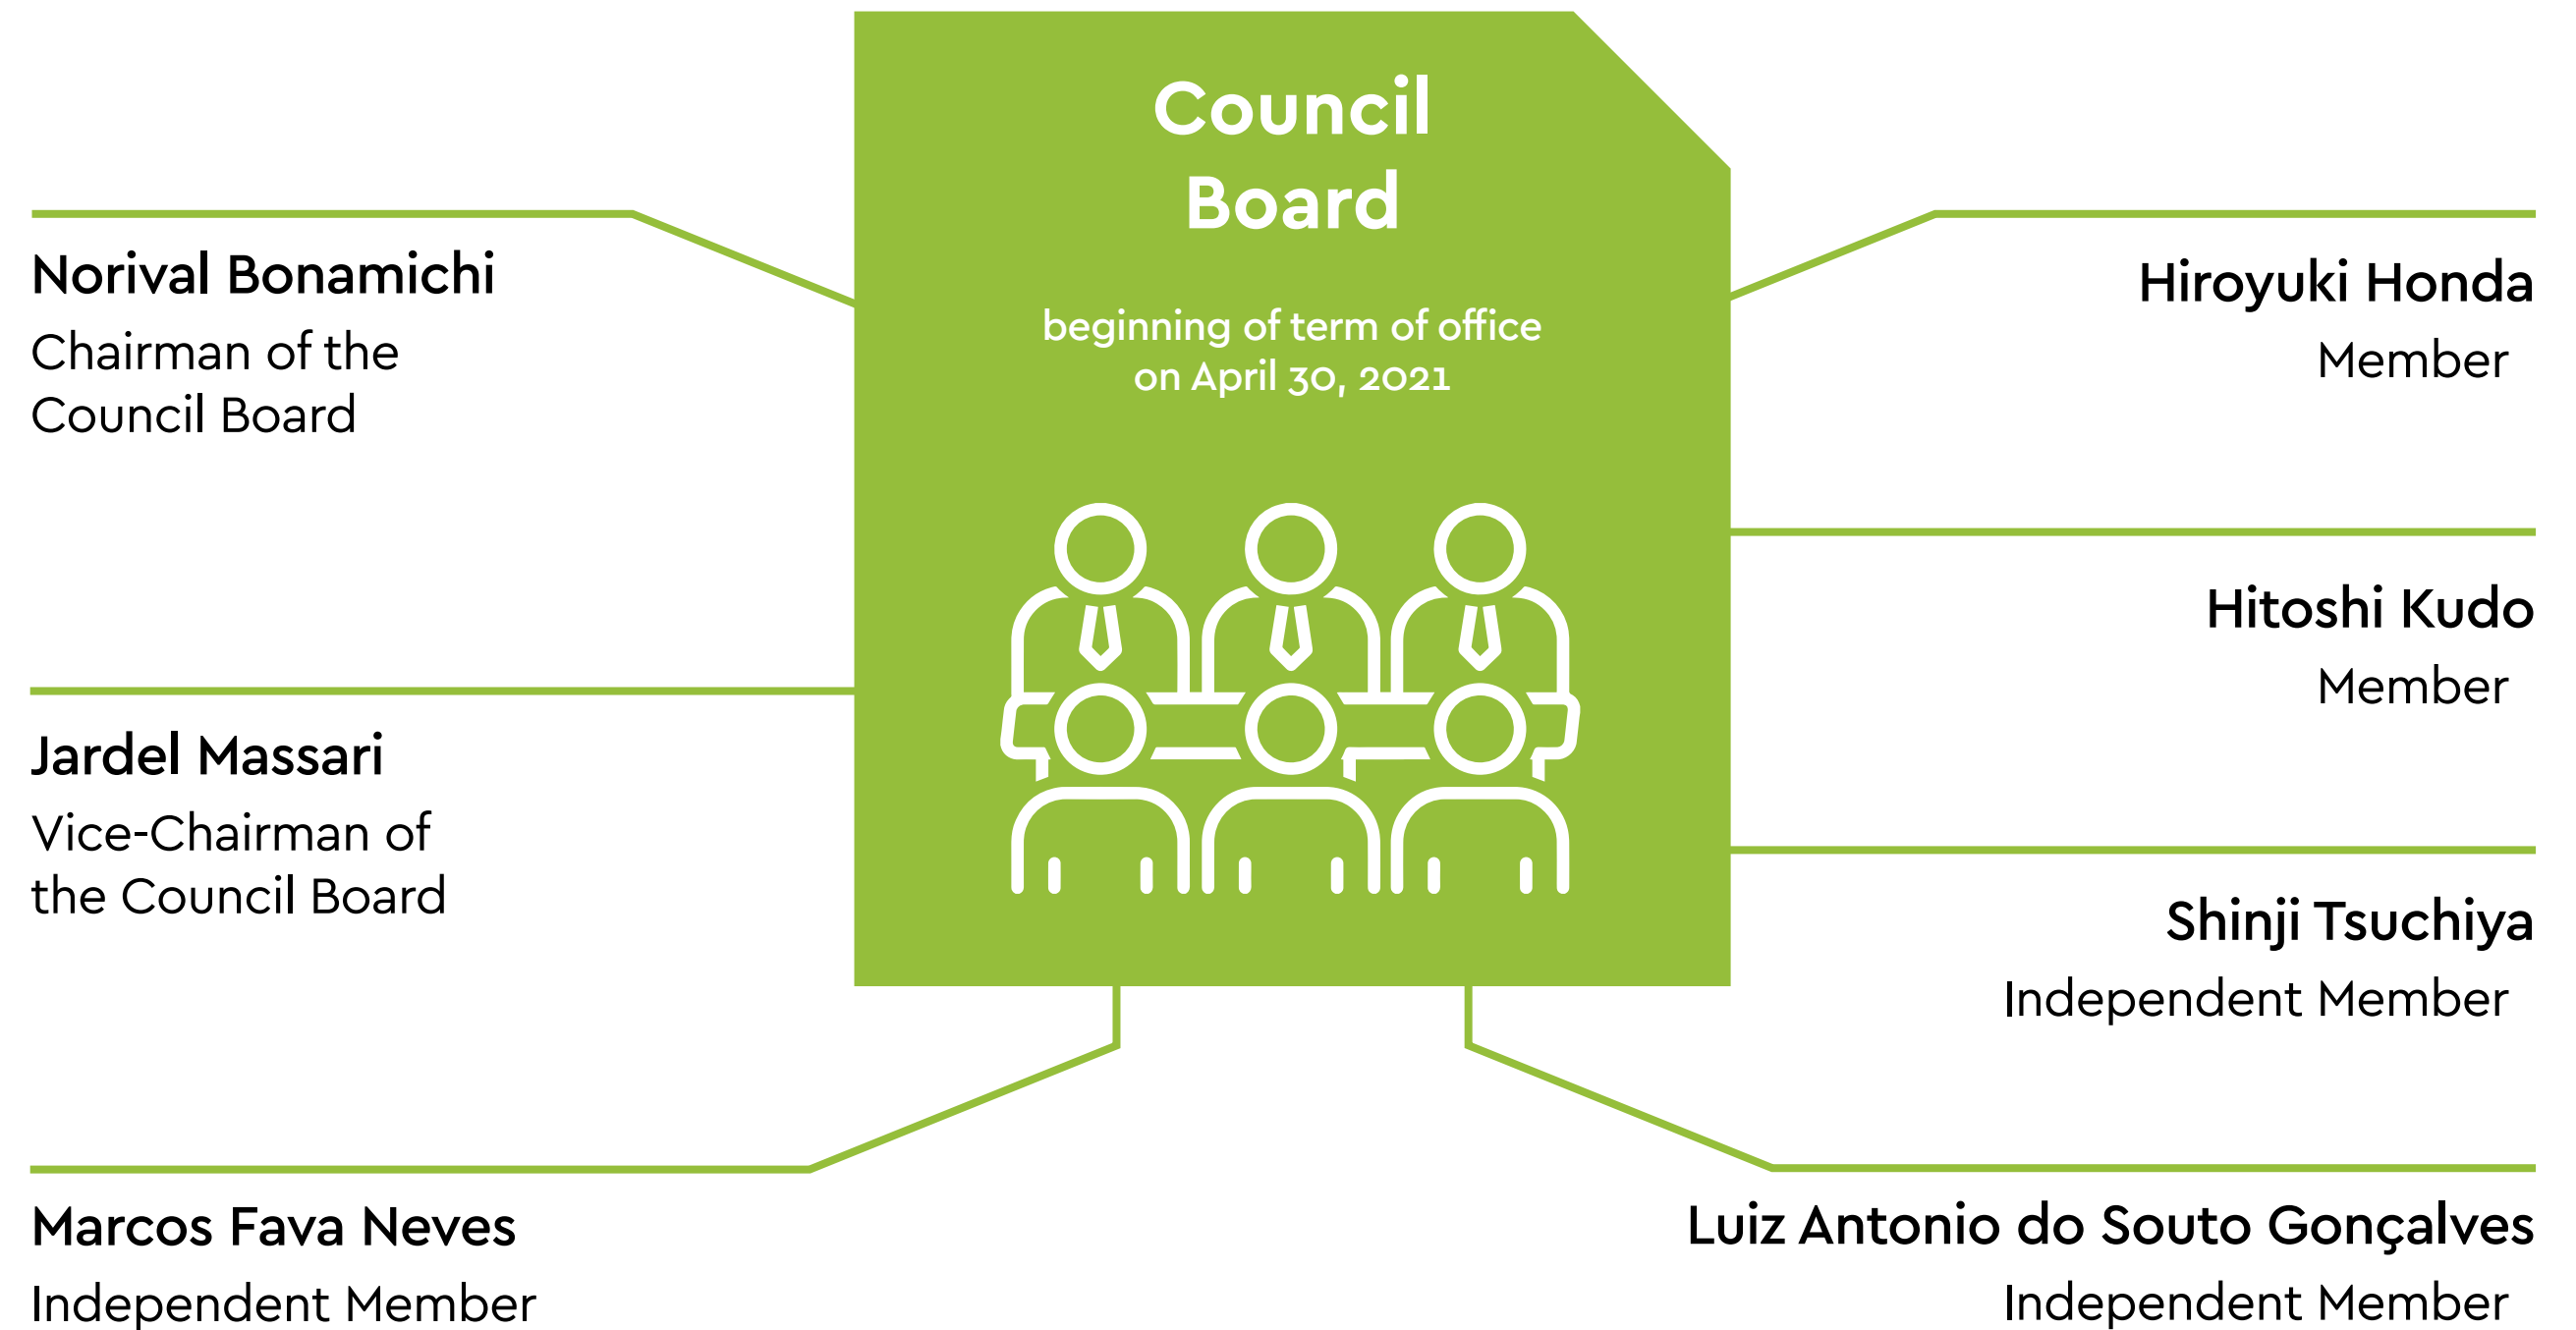 Council
Board
beginning of term of office
on April 30, 2021
Norival Bonamichi
Chairman of the
Council Board
Jardel Massari
Vice-Chairman of
the Council Board
Marcos Fava Neves
Independent Member
Hiroyuki Honda
Member
Hitoshi Kudo
Member
Shinji Tsuchiya
Independent Member
Luiz Antonio do Souto Gonçalves
Independent Member